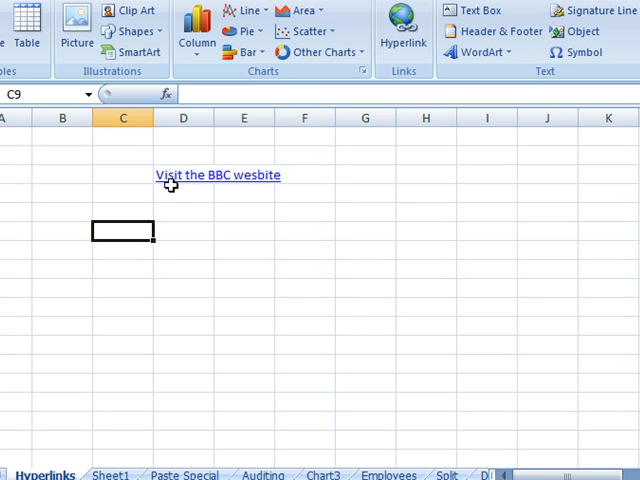 Clip Art
Line
Area
Text Box
Signature Line
Table
Picture
Shapes
Column
Pie
Scatter
Hyperlink
Header & Footer
Object
SmartArt
Bar
Other Charts
WordArt
Symbol
Illustrations
Charts
Links
Text
C9
fx
B C D E F G H I J K
Visit the BBC wesbite
Hyperlinks Sheet1 Paste Special Auditing Chart3 Employees Split